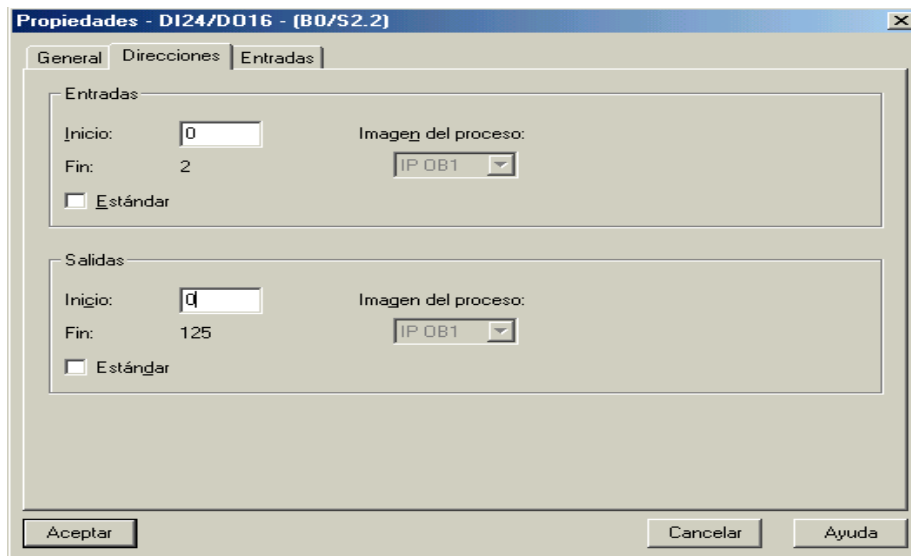 Propiedades - DI24/DO16 - (B0/S2.2)
General Direcciones Entradas
Entradas
Inicio: 0 Imagen del proceso:
Fin: 2 IP OB1
Estándar
Salidas
Inicio: 0 Imagen del proceso:
Fin: 125 IP OB1
Estándar
Aceptar Cancelar Ayuda